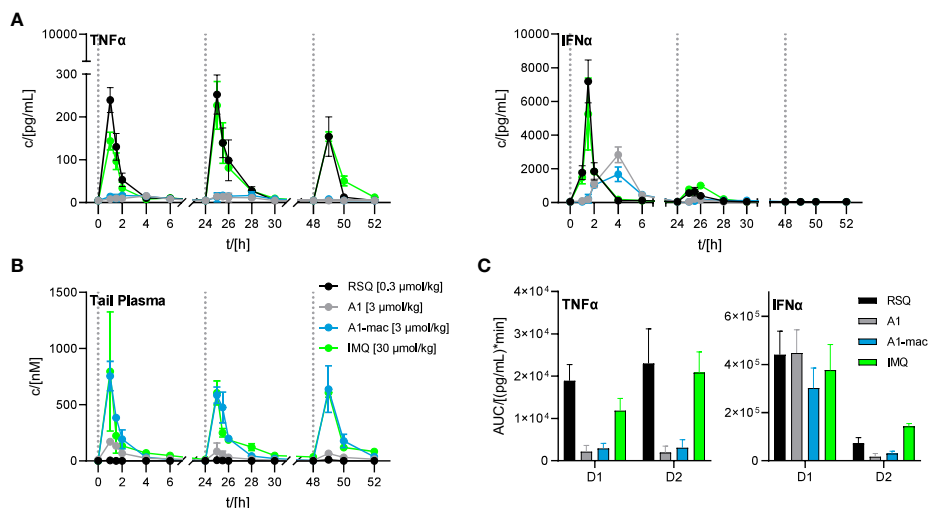 A
TNFα
10000
300
200
100
0
c/[pg/mL]
0 2 4 6 24 26 28 30 48 50 52
t/[h]
IFNα
10000
8000
6000
4000
2000
0
c/[pg/mL]
0 2 4 6 24 26 28 30 48 50 52
t/[h]
B
Tail Plasma
1500
1000
500
0
c/[nM]
0 2 4 6 24 26 28 30 48 50 52
t/[h]
RSQ [0,3 µmol/kg]
A1 [3 µmol/kg]
A1-mac [3 µmol/kg]
IMQ [30 µmol/kg]
C
TNFα
4×10⁴
3×10⁴
2×10⁴
1×10⁴
0
AUC/[(pg/mL)*min]
D1 D2
IFNα
6×10⁵
4×10⁵
2×10⁵
0
D1 D2
RSQ
A1
A1-mac
IMQ